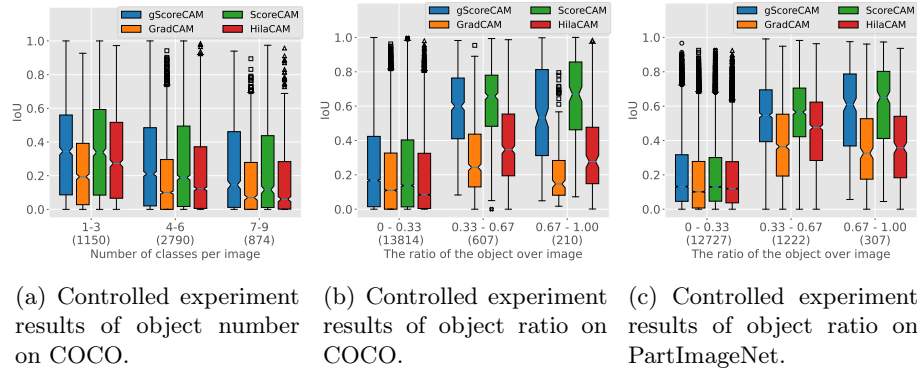 gScoreCAM ScoreCAM
GradCAM HilaCAM
IoU
1.0
0.8
0.6
0.4
0.2
0.0
1-3 4-6 7-9
(1150) (2790) (874)
Number of classes per image
(a) Controlled experiment
results of object number
on COCO.
gScoreCAM ScoreCAM
GradCAM HilaCAM
IoU
1.0
0.8
0.6
0.4
0.2
0.0
0 - 0.33 0.33 - 0.67 0.67 - 1.00
(13814) (607) (210)
The ratio of the object over image
(b) Controlled experiment
results of object ratio on
COCO.
gScoreCAM ScoreCAM
GradCAM HilaCAM
IoU
1.0
0.8
0.6
0.4
0.2
0.0
0 - 0.33 0.33 - 0.67 0.67 - 1.00
(12727) (1222) (307)
The ratio of the object over image
(c) Controlled experiment
results of object ratio on
PartImageNet.